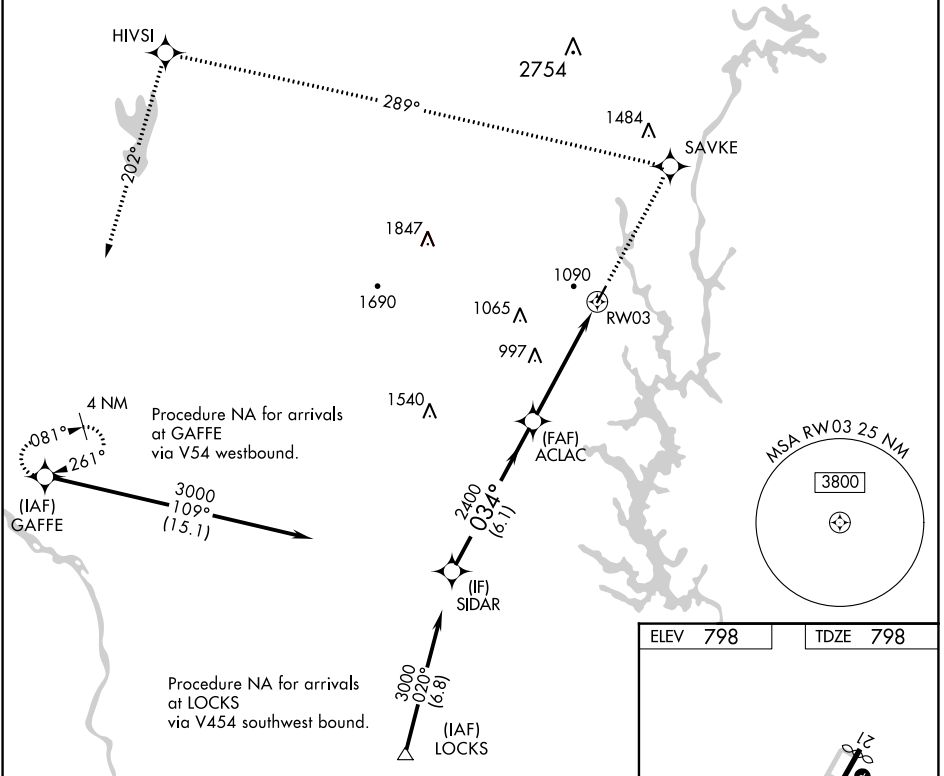 HIVSI
2754
289°
1484
SAVKE
202°
1847
1690
1090
1065
RW03
997
1540
4 NM
081°
261°
Procedure NA for arrivals
at GAFFE
via V54 westbound.
(FAF)
ACLAC
MSA RW03 25 NM
3800
(IAF)
GAFFE
3000
109°
(15.1)
2400
034°
(6.1)
(IF)
SIDAR
ELEV 798
TDZE 798
Procedure NA for arrivals
at LOCKS
via V454 southwest bound.
3000
020°
(6.8)
(IAF)
LOCKS
21